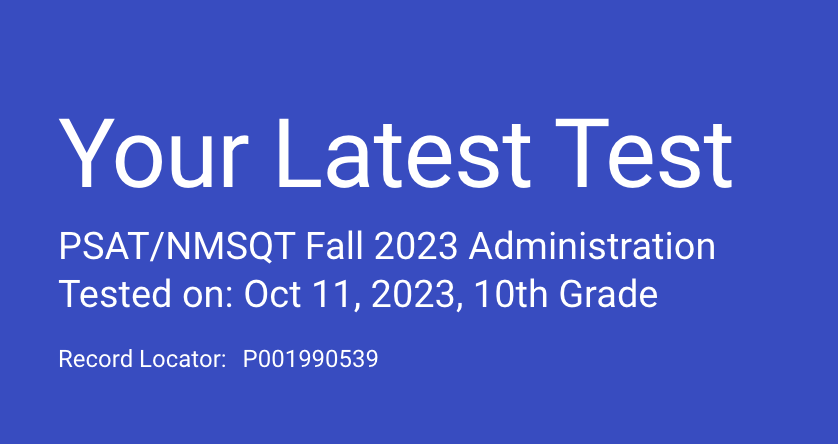 Your Latest Test
PSAT/NMSQT Fall 2023 Administration
Tested on: Oct 11, 2023, 10th Grade
Record Locator: P001990539